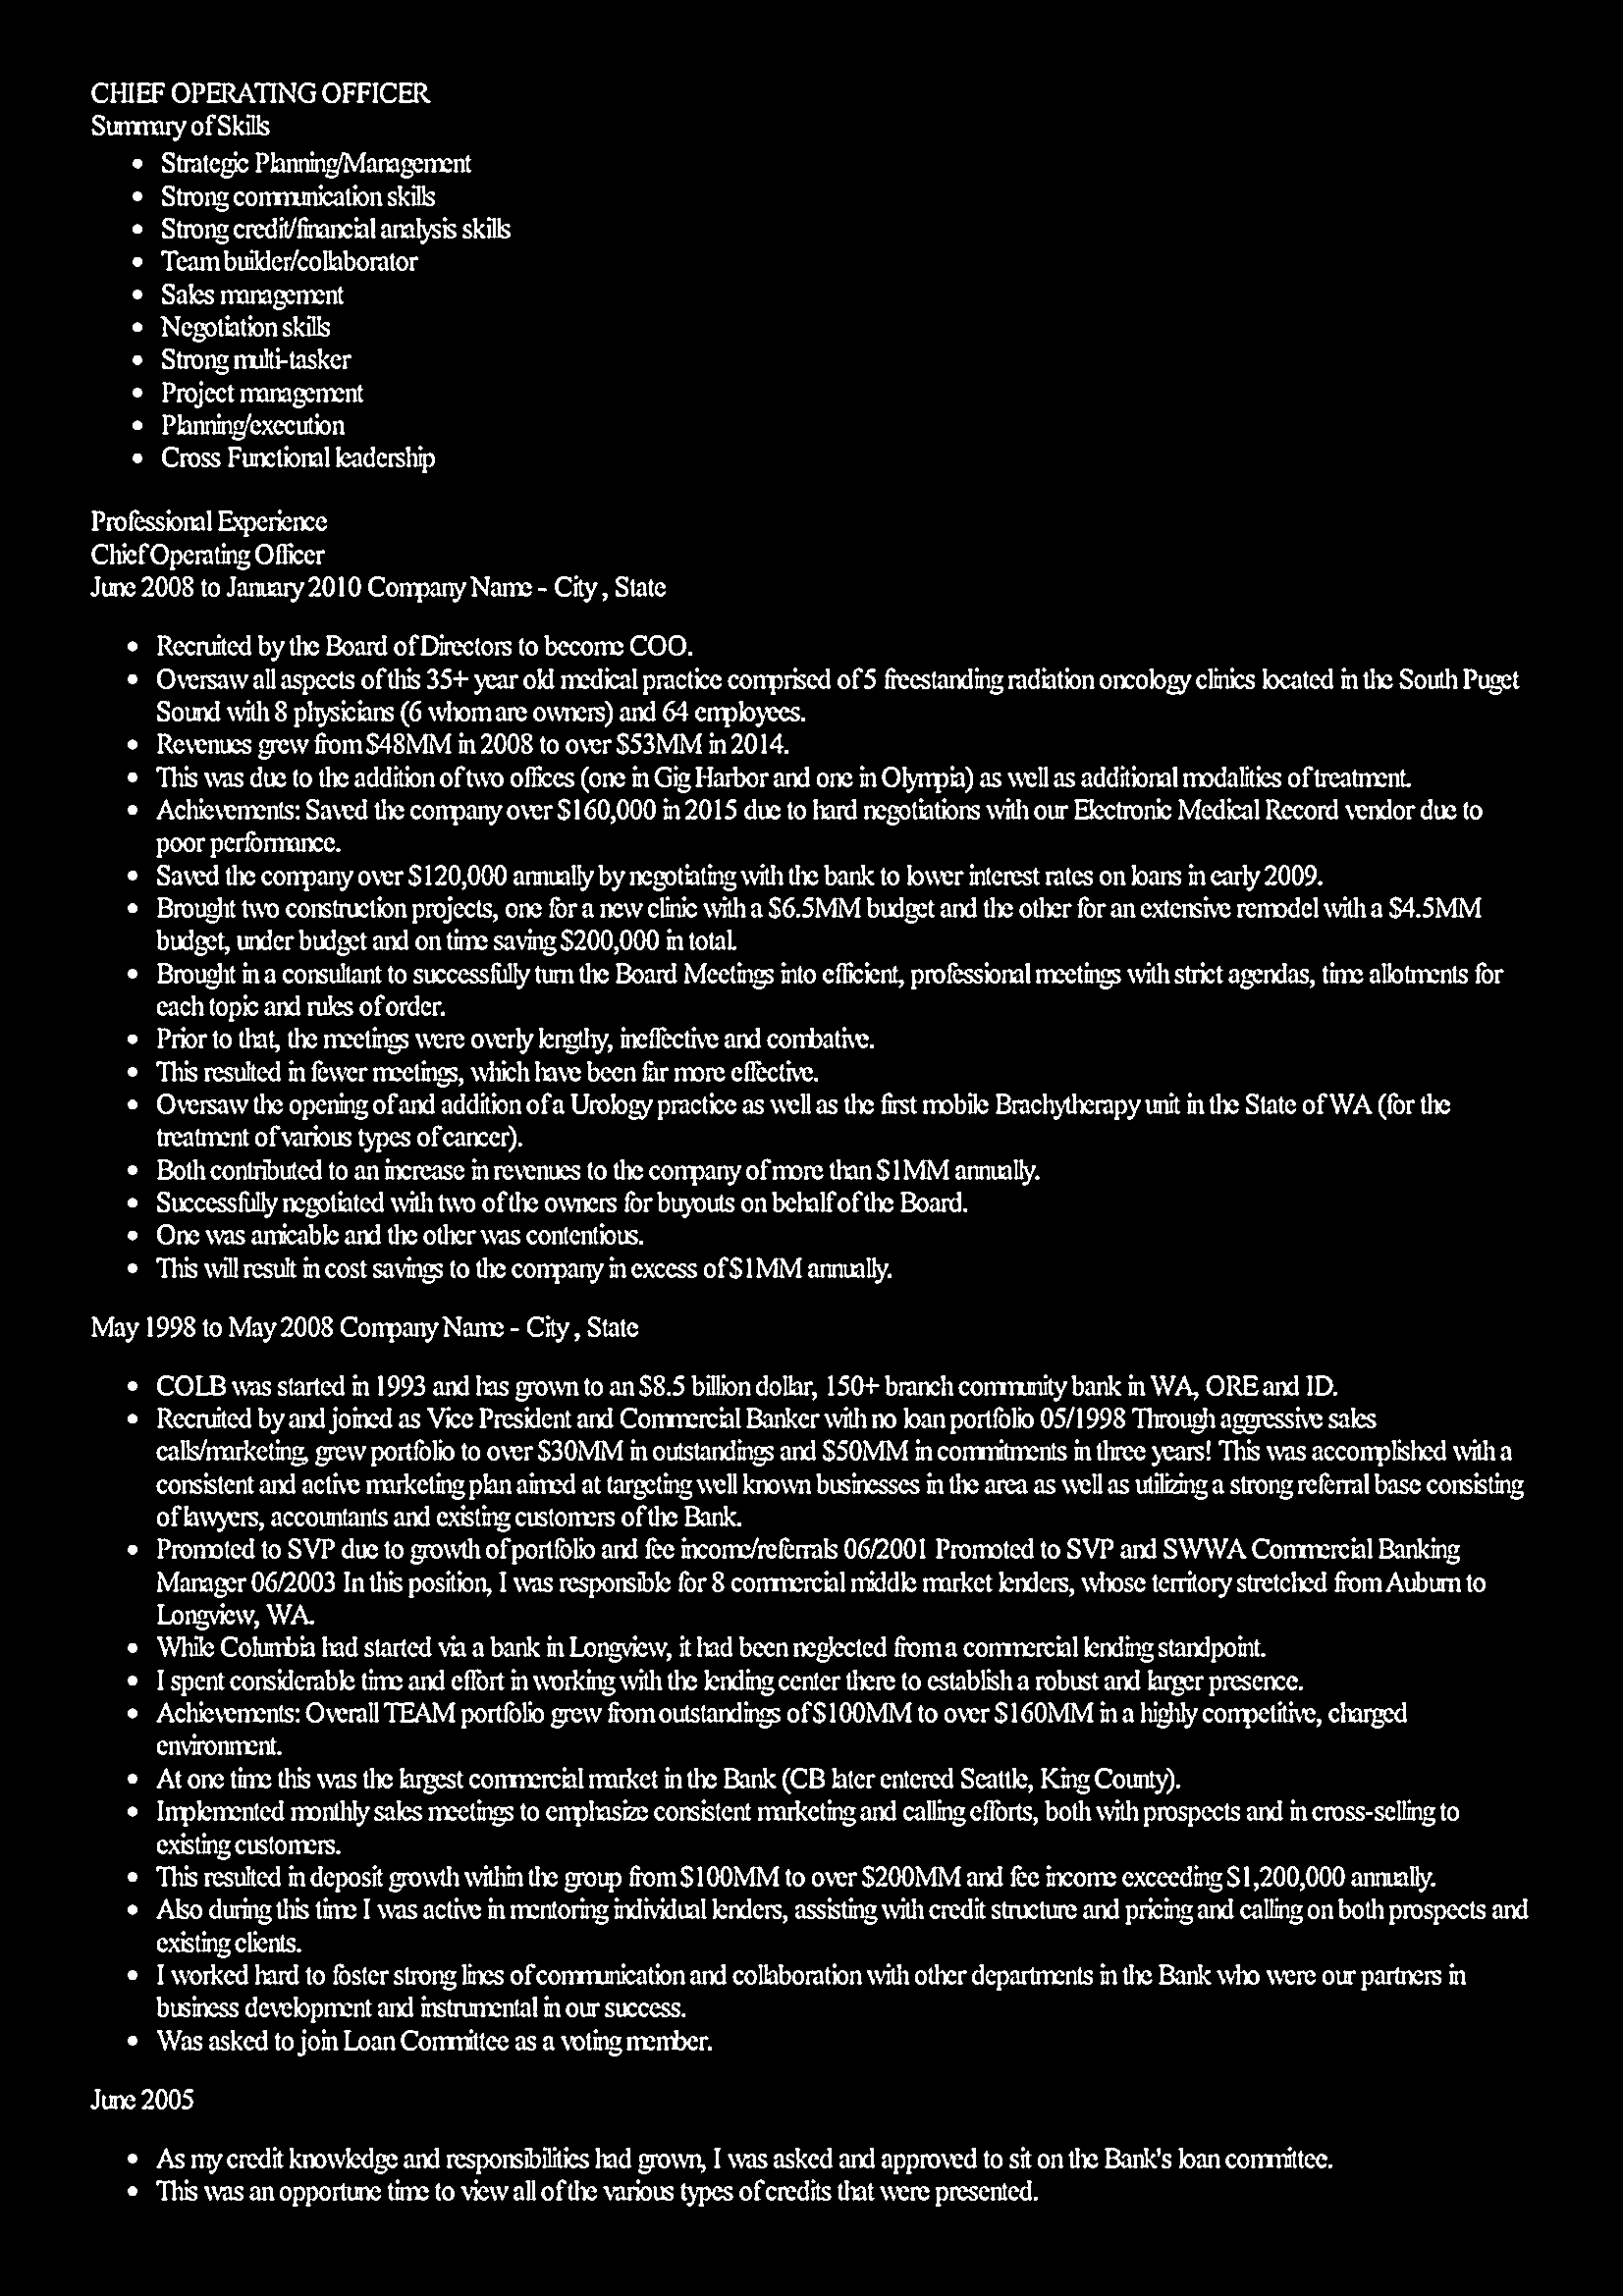 CHIEF OPERATING OFFICER
Summary of Skills
• Strategic Planning/Management
• Strong communication skills
• Strong credit/financial analysis skills
• Team builder/collaborator
• Sales management
• Negotiation skills
• Strong multi-tasker
• Project management
• Planning/execution
• Cross Functional leadership
Professional Experience
Chief Operating Officer
June 2008 to January 2010 Company Name - City , State
• Recruited by the Board of Directors to become COO.
• Oversaw all aspects of this 35+ year old medical practice comprised of 5 freestanding radiation oncology clinics located in the South Puget
Sound with 8 physicians (6 whom are owners) and 64 employees.
• Revenues grew from $48MM in 2008 to over $53MM in 2014.
• This was due to the addition of two offices (one in Gig Harbor and one in Olympia) as well as additional modalities of treatment.
• Achievements: Saved the company over $160,000 in 2015 due to hard negotiations with our Electronic Medical Record vendor due to
poor performance.
• Saved the company over $120,000 annually by negotiating with the bank to lower interest rates on loans in early 2009.
• Brought two construction projects, one for a new clinic with a $6.5MM budget and the other for an extensive remodel with a $4.5MM
budget, under budget and on time saving $200,000 in total.
• Brought in a consultant to successfully turn the Board Meetings into efficient, professional meetings with strict agendas, time allotments for
each topic and rules of order.
• Prior to that, the meetings were overly lengthy, ineffective and combative.
• This resulted in fewer meetings, which have been far more effective.
• Oversaw the opening of and addition of a Urology practice as well as the first mobile Brachytherapy unit in the State of WA (for the
treatment of various types of cancer).
• Both contributed to an increase in revenues to the company of more than $1MM annually.
• Successfully negotiated with two of the owners for buyouts on behalf of the Board.
• One was amicable and the other was contentious.
• This will result in cost savings to the company in excess of $1MM annually.
May 1998 to May 2008 Company Name - City , State
• COLB was started in 1993 and has grown to an $8.5 billion dollar, 150+ branch community bank in WA, ORE and ID.
• Recruited by and joined as Vice President and Commercial Banker with no loan portfolio 05/1998 Through aggressive sales
calls/marketing, grew portfolio to over $30MM in outstandings and $50MM in commitments in three years! This was accomplished with a
consistent and active marketing plan aimed at targeting well known businesses in the area as well as utilizing a strong referral base consisting
of lawyers, accountants and existing customers of the Bank.
• Promoted to SVP due to growth of portfolio and fee income/referrals 06/2001 Promoted to SVP and SWWA Commercial Banking
Manager 06/2003 In this position, I was responsible for 8 commercial middle market lenders, whose territory stretched from Auburn to
Longview, WA.
• While Columbia had started via a bank in Longview, it had been neglected from a commercial lending standpoint.
• I spent considerable time and effort in working with the lending center there to establish a robust and larger presence.
• Achievements: Overall TEAM portfolio grew from outstandings of $100MM to over $160MM in a highly competitive, charged
environment.
• At one time this was the largest commercial market in the Bank (CB later entered Seattle, King County).
• Implemented monthly sales meetings to emphasize consistent marketing and calling efforts, both with prospects and in cross-selling to
existing customers.
• This resulted in deposit growth within the group from $100MM to over $200MM and fee income exceeding $1,200,000 annually.
• Also during this time I was active in mentoring individual lenders, assisting with credit structure and pricing and calling on both prospects and
existing clients.
• I worked hard to foster strong lines of communication and collaboration with other departments in the Bank who were our partners in
business development and instrumental in our success.
• Was asked to join Loan Committee as a voting member.
June 2005
• As my credit knowledge and responsibilities had grown, I was asked and approved to sit on the Bank's loan committee.
• This was an opportune time to view all of the various types of credits that were presented.